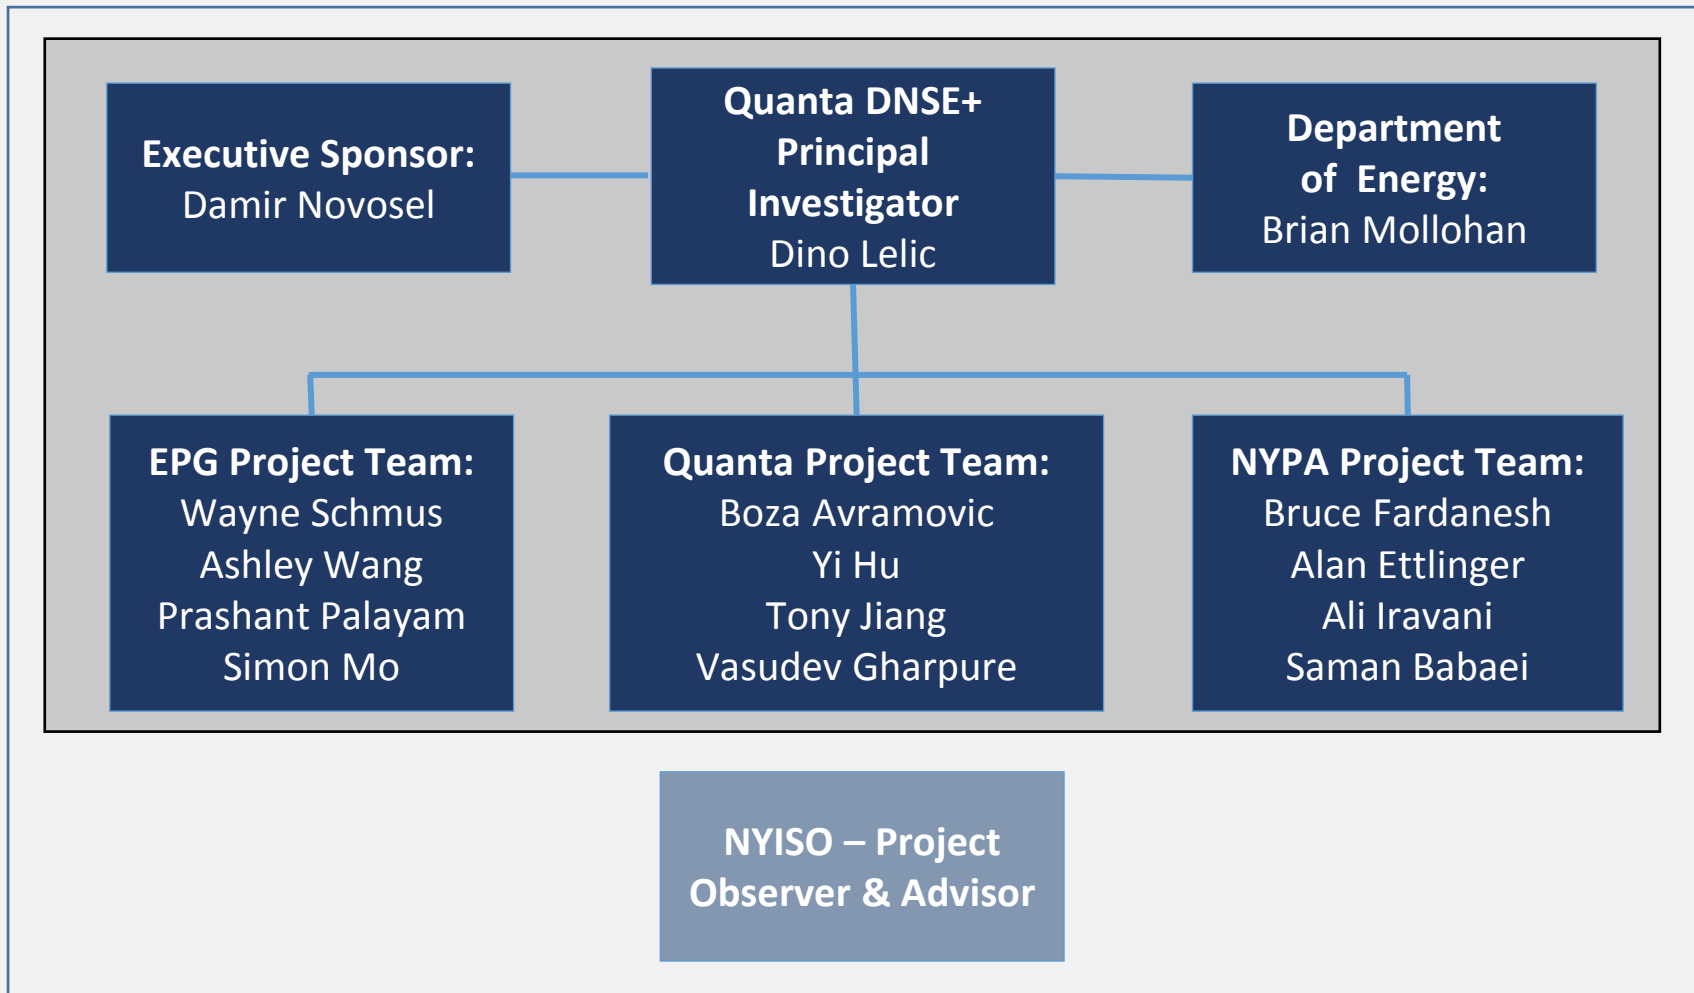 Executive Sponsor:
Damir Novosel
Quanta DNSE+
Principal
Investigator
Dino Lelic
Department
of Energy:
Brian Mollohan
EPG Project Team:
Wayne Schmus
Ashley Wang
Prashant Palayam
Simon Mo
Quanta Project Team:
Boza Avramovic
Yi Hu
Tony Jiang
Vasudev Gharpure
NYPA Project Team:
Bruce Fardanesh
Alan Ettlinger
Ali Iravani
Saman Babaei
NYISO – Project
Observer & Advisor